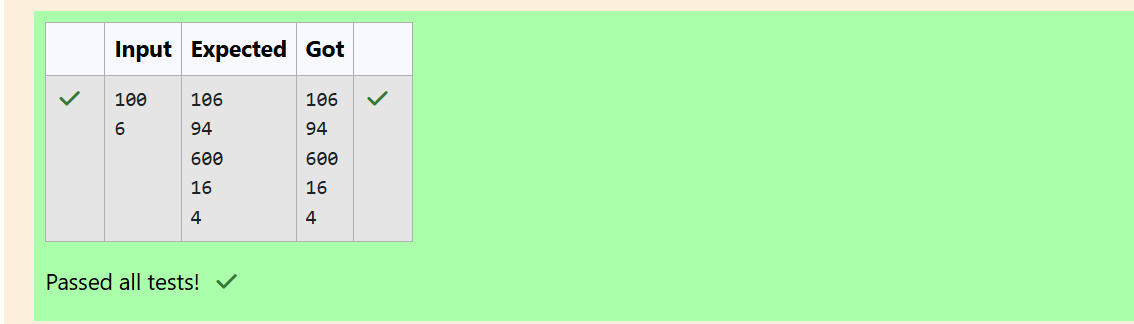 Input Expected Got
100 106 106
6 94 94
600 600
16 16
4 4
Passed all tests!